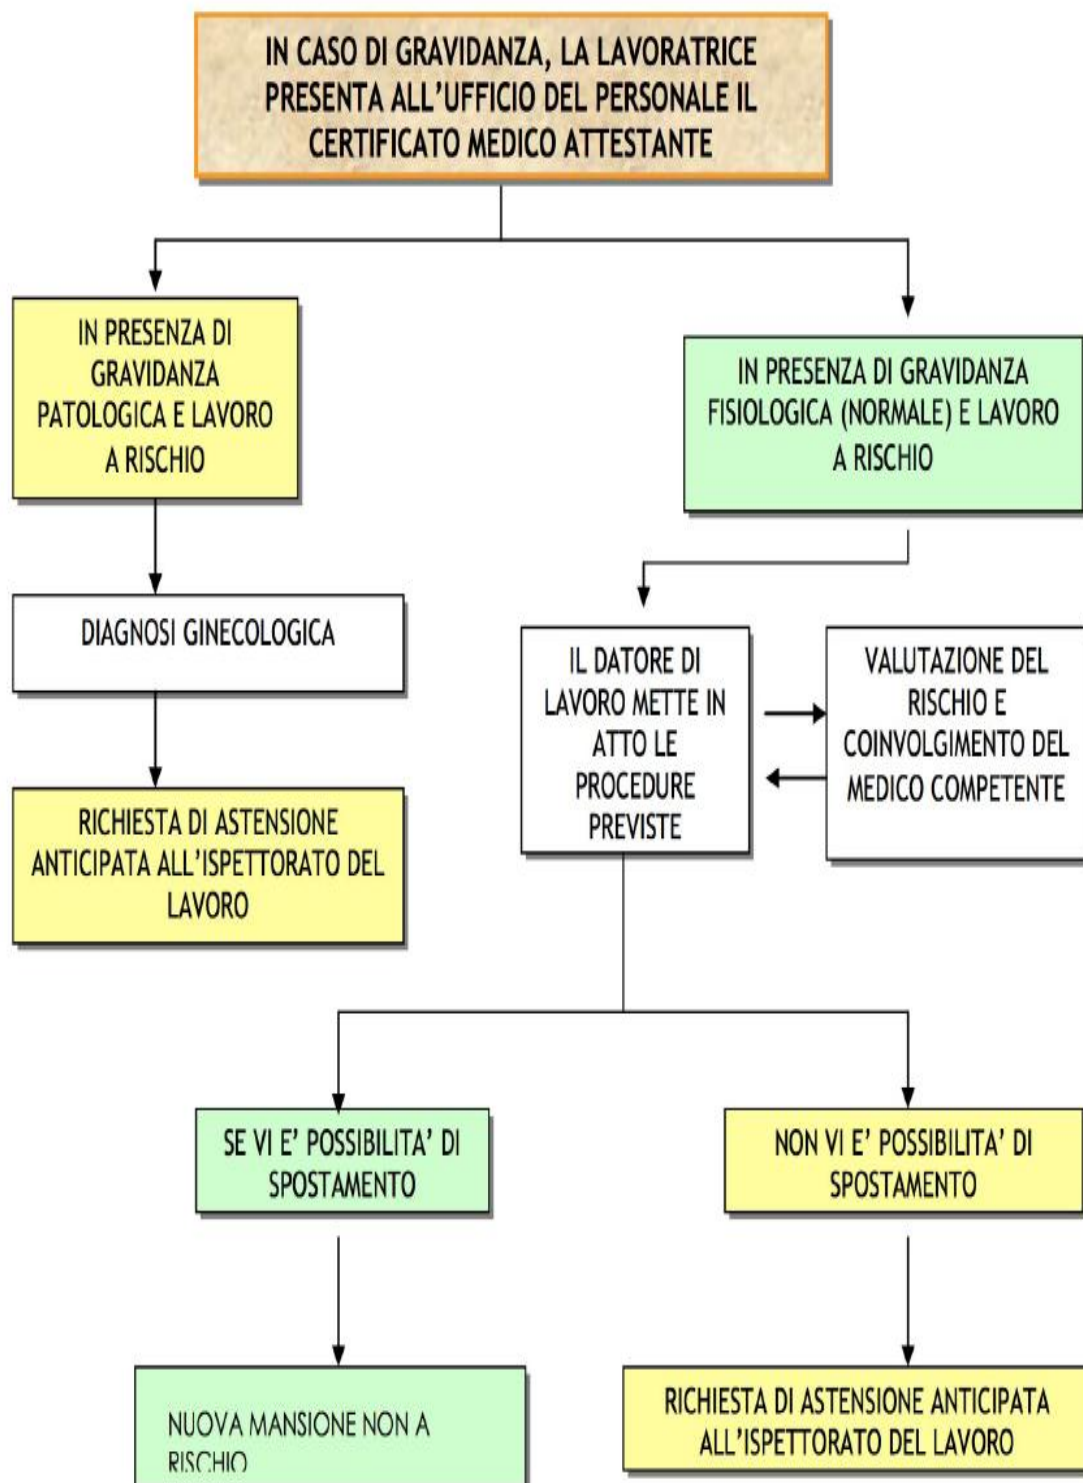 IN CASO DI GRAVIDANZA, LA LAVORATRICE
PRESENTA ALL'UFFICIO DEL PERSONALE IL
CERTIFICATO MEDICO ATTESTANTE
IN PRESENZA DI
GRAVIDANZA
PATOLOGICA E LAVORO
A RISCHIO
IN PRESENZA DI GRAVIDANZA
FISIOLOGICA (NORMALE) E LAVORO
A RISCHIO
DIAGNOSI GINECOLOGICA
IL DATORE DI
LAVORO METTE IN
ATTO LE
PROCEDURE
PREVISTE
VALUTAZIONE DEL
RISCHIO E
COINVOLGIMENTO DEL
MEDICO COMPETENTE
RICHIESTA DI ASTENSIONE
ANTICIPATA ALL'ISPETTORATO DEL
LAVORO
SE VI E' POSSIBILITA' DI
SPOSTAMENTO
NON VI E' POSSIBILITA' DI
SPOSTAMENTO
NUOVA MANSIONE NON A
RISCHIO
RICHIESTA DI ASTENSIONE ANTICIPATA
ALL'ISPETTORATO DEL LAVORO